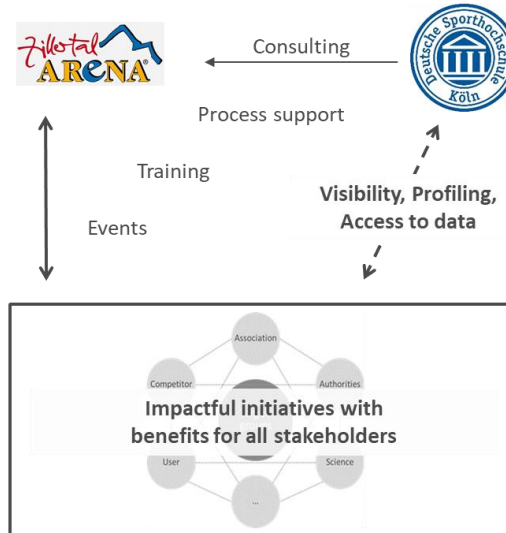 Zillertal
ARENA®
Deutsche Sporthochschule
Köln
Consulting
Process support
Training
Events
Visibility, Profiling,
Access to data
Association
Competitor
Authorities
Impactful initiatives with
benefits for all stakeholders
User
Science
...